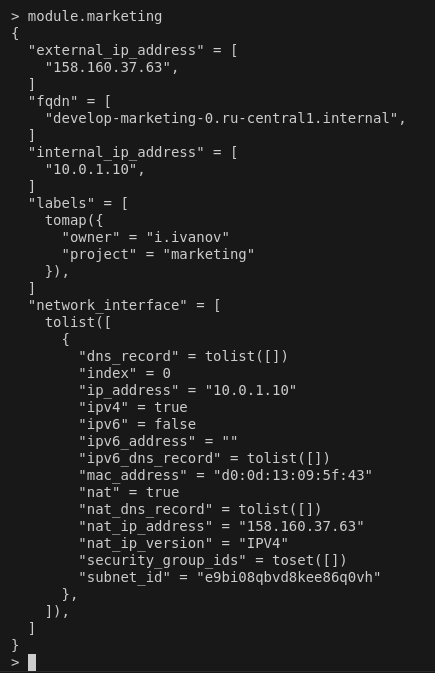 > module.marketing
{
  "external_ip_address" = [
    "158.160.37.63",
  ]
  "fqdn" = [
    "develop-marketing-0.ru-central1.internal",
  ]
  "internal_ip_address" = [
    "10.0.1.10",
  ]
  "labels" = [
    tomap({
      "owner" = "i.ivanov"
      "project" = "marketing"
    }),
  ]
  "network_interface" = [
    tolist([
      {
        "dns_record" = tolist([])
        "index" = 0
        "ip_address" = "10.0.1.10"
        "ipv4" = true
        "ipv6" = false
        "ipv6_address" = ""
        "ipv6_dns_record" = tolist([])
        "mac_address" = "d0:0d:13:09:5f:43"
        "nat" = true
        "nat_dns_record" = tolist([])
        "nat_ip_address" = "158.160.37.63"
        "nat_ip_version" = "IPV4"
        "security_group_ids" = toset([])
        "subnet_id" = "e9bi08qbvd8kee86q0vh"
      },
    ]),
  ]
}
>